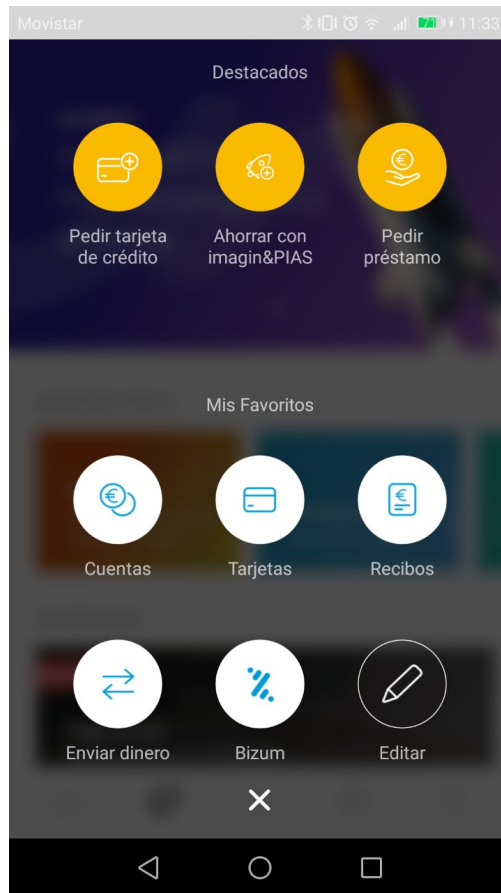 Movistar 71 11:33
Destacados
Pedir tarjeta
de crédito
Ahorrar con
imagin&PIAS
Pedir
préstamo
Mis Favoritos
Cuentas
Tarjetas
Recibos
Enviar dinero
Bizum
Editar